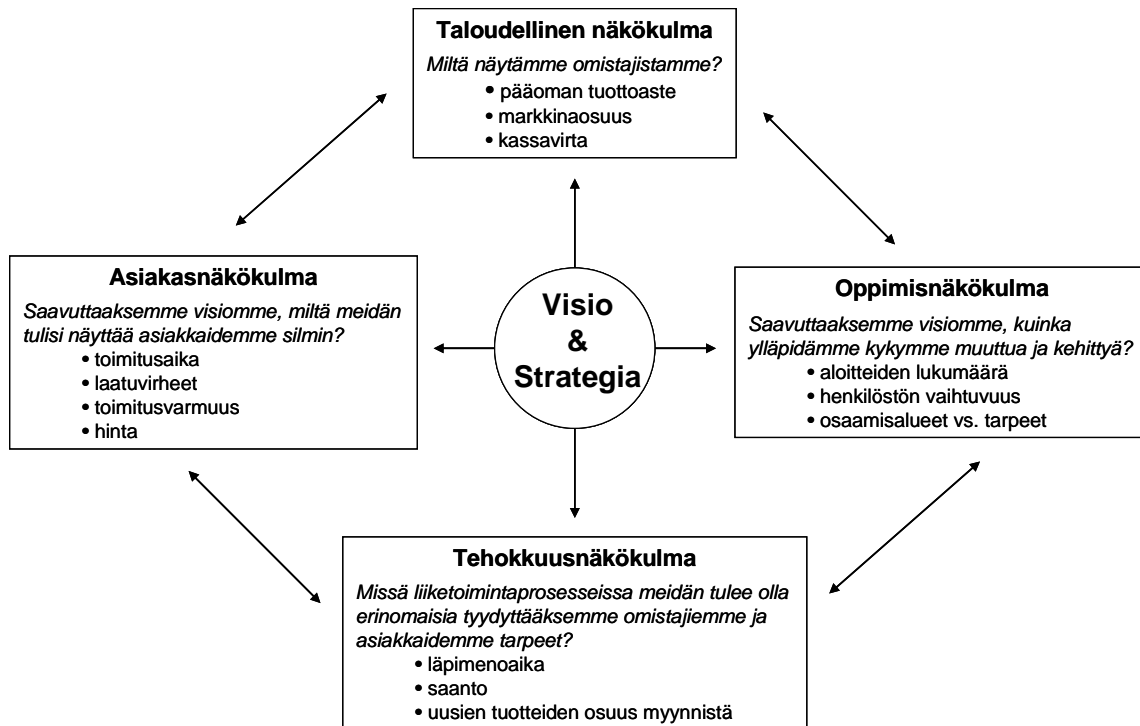 Taloudellinen näkökulma
Miltä näytämme omistajistamme?
• pääoman tuottoaste
• markkinaosuus
• kassavirta
Asiakasnäkökulma
Saavuttaaksemme visiomme, miltä meidän
tulisi näyttää asiakkaidemme silmin?
• toimitusaika
• laatuvirheet
• toimitusvarmuus
• hinta
Visio
&
Strategia
Oppimisnäkökulma
Saavuttaaksemme visiomme, kuinka
ylläpidämme kykymme muuttua ja kehittyä?
• aloitteiden lukumäärä
• henkilöstön vaihtuvuus
• osaamisalueet vs. tarpeet
Tehokkuusnäkökulma
Missä liiketoimintaprosesseissa meidän tulee olla
erinomaisia tyydyttääksemme omistajiemme ja
asiakkaidemme tarpeet?
• läpimenoaika
• saanto
• uusien tuotteiden osuus myynnistä